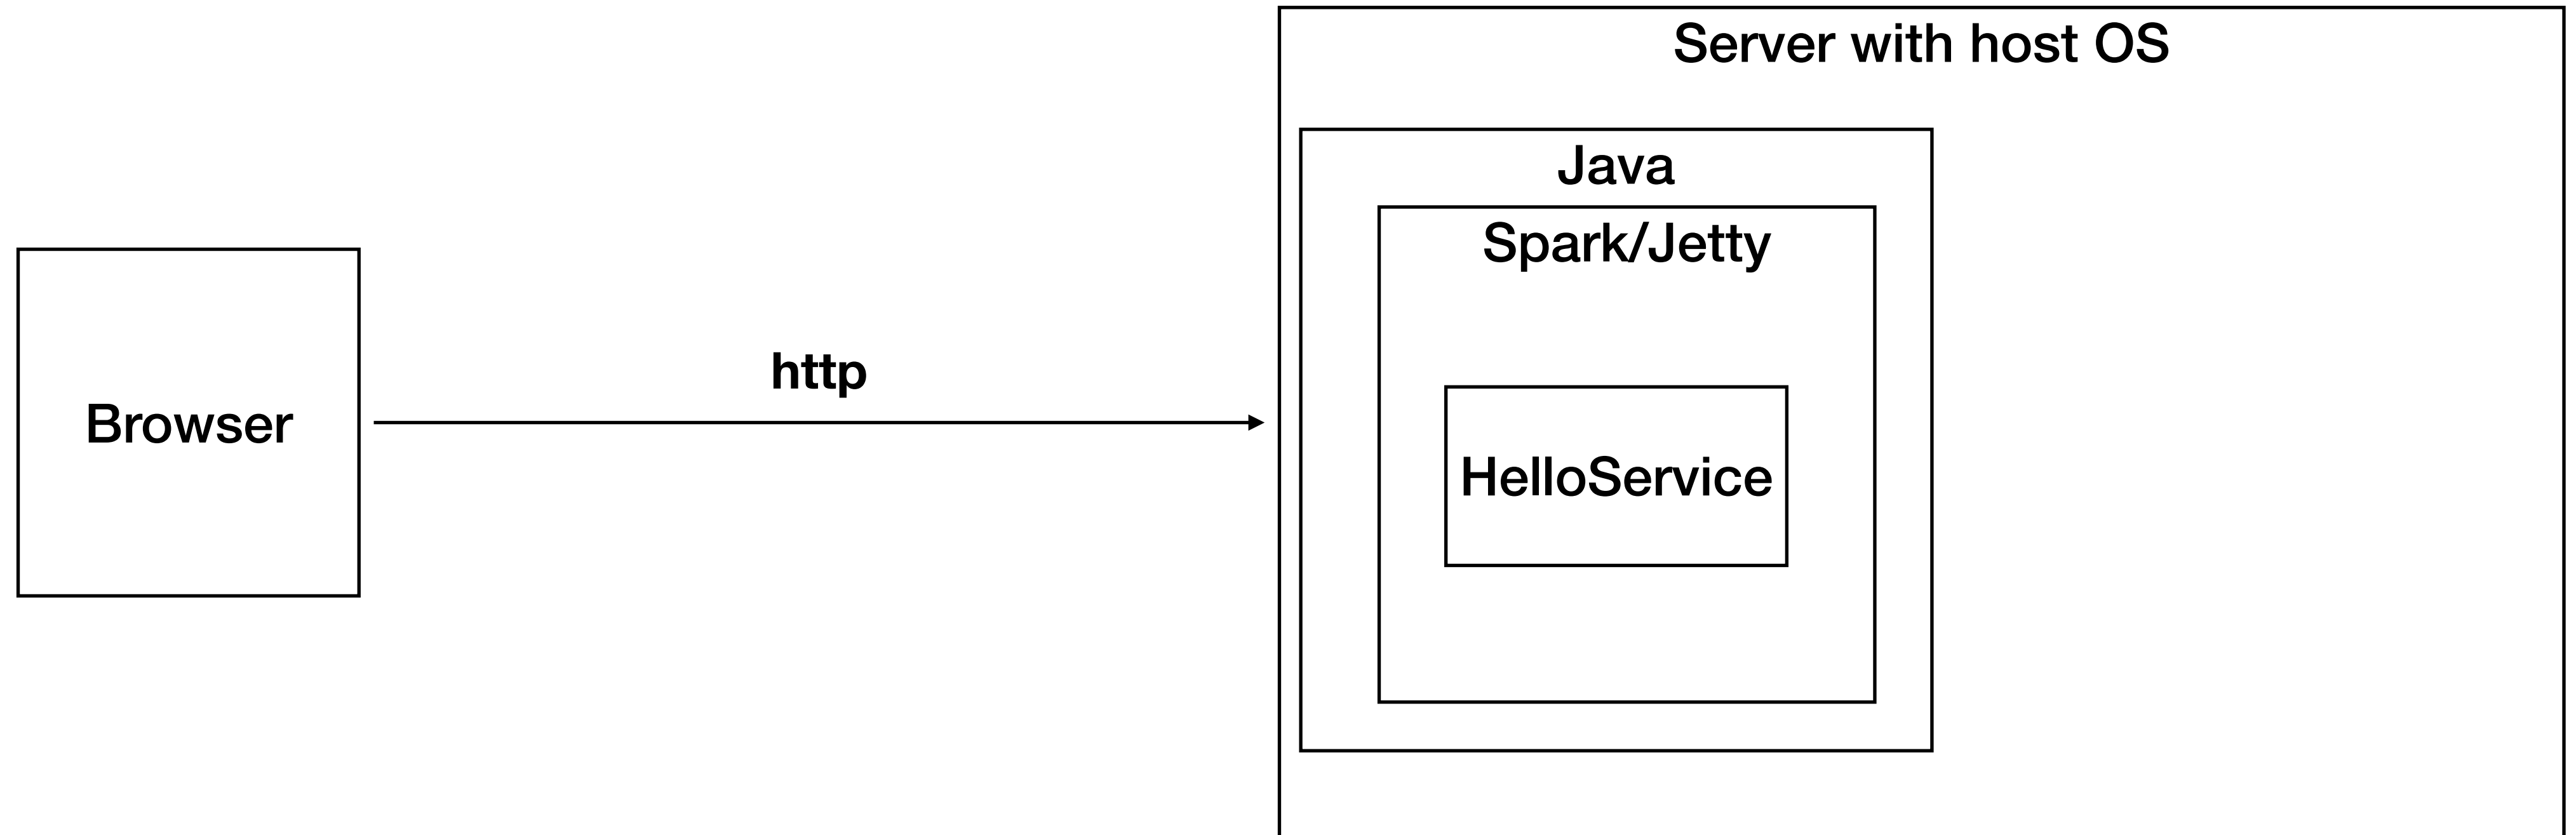 Server with host OS
Java
Spark/Jetty
http
Browser
HelloService